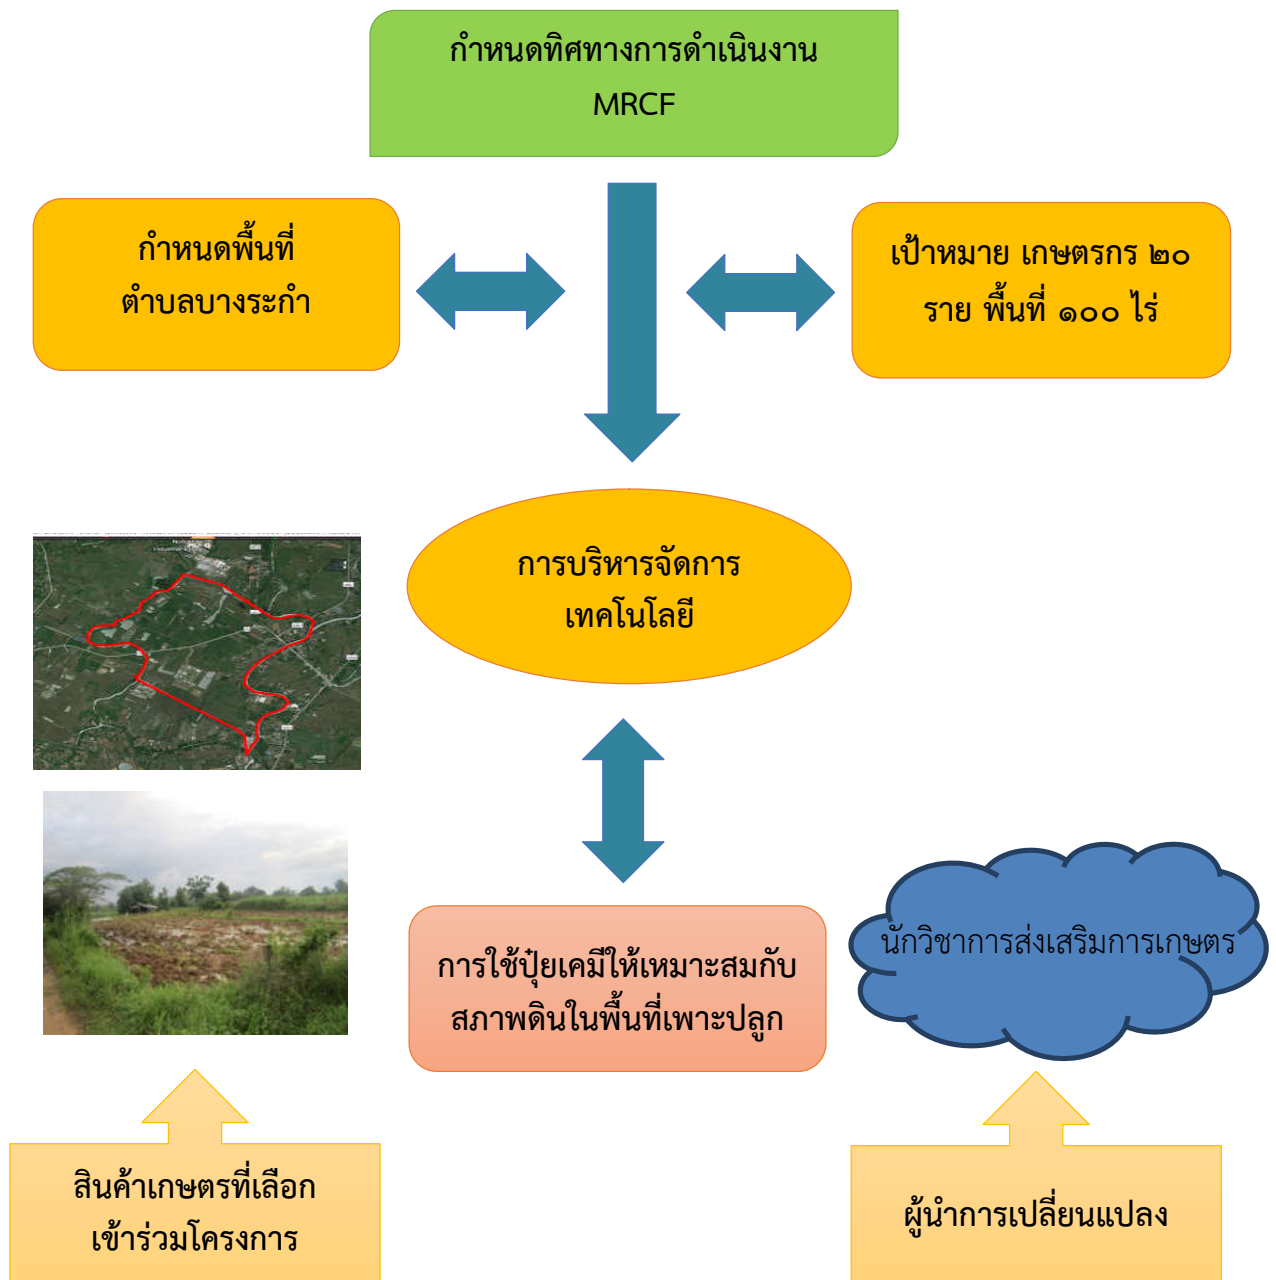 กำหนดทิศทางการดำเนินงาน
MRCF
กำหนดพื้นที่
ตำบลบางระกำ
เป้าหมาย เกษตรกร ๒๐
ราย พื้นที่ ๑๐๐ ไร่
การบริหารจัดการ
เทคโนโลยี
การใช้ปุ๋ยเคมีให้เหมาะสมกับ
สภาพดินในพื้นที่เพาะปลูก
นักวิชาการส่งเสริมการเกษตร
สินค้าเกษตรที่เลือก
เข้าร่วมโครงการ
ผู้นำการเปลี่ยนแปลง